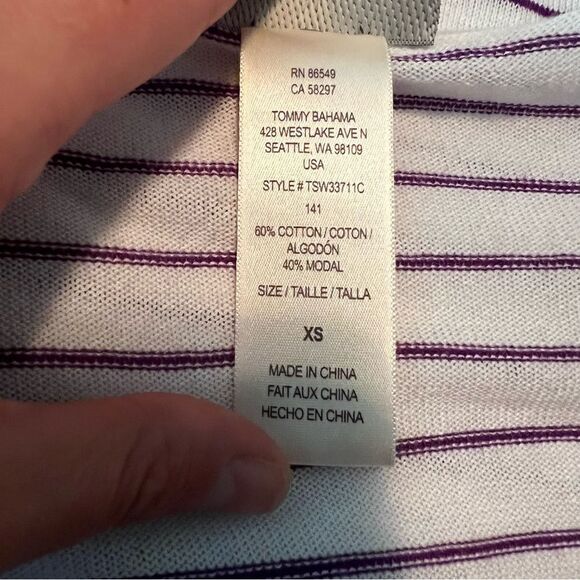 RN 86549
CA 58297
TOMMY BAHAMA
428 WESTLAKE AVE N
SEATTLE, WA 98109
USA
STYLE # TSW33711C
141
60% COTTON / COTON /
ALGODÓN
40% MODAL
SIZE / TAILLE / TALLA
XS
MADE IN CHINA
FAIT AUX CHINA
HECHO EN CHINA